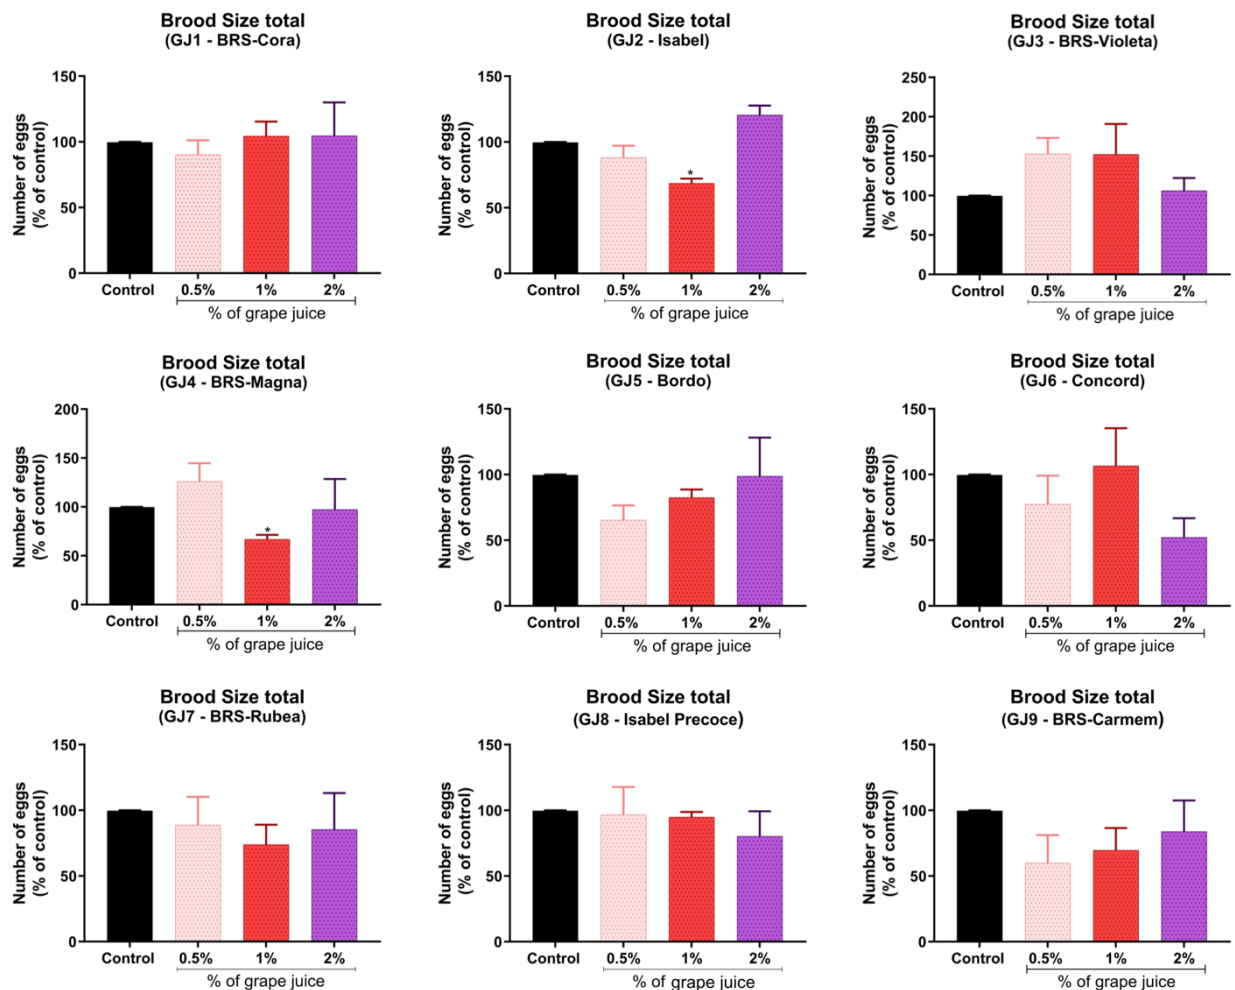 Brood Size total
(GJ1 - BRS-Cora)
Number of eggs
(% of control)
150
100
50
0
Control
0.5%
1%
2%
% of grape juice
Brood Size total
(GJ2 - Isabel)
Number of eggs
(% of control)
150
100
50
0
*
Control
0.5%
1%
2%
% of grape juice
Brood Size total
(GJ3 - BRS-Violeta)
Number of eggs
(% of control)
250
200
150
100
50
0
Control
0.5%
1%
2%
% of grape juice
Brood Size total
(GJ4 - BRS-Magna)
Number of eggs
(% of control)
200
150
100
50
0
*
Control
0.5%
1%
2%
% of grape juice
Brood Size total
(GJ5 - Bordo)
Number of eggs
(% of control)
150
100
50
0
Control
0.5%
1%
2%
% of grape juice
Brood Size total
(GJ6 - Concord)
Number of eggs
(% of control)
150
100
50
0
Control
0.5%
1%
2%
% of grape juice
Brood Size total
(GJ7 - BRS-Rubea)
Number of eggs
(% of control)
150
100
50
0
Control
0.5%
1%
2%
% of grape juice
Brood Size total
(GJ8 - Isabel Precoce)
Number of eggs
(% of control)
150
100
50
0
Control
0.5%
1%
2%
% of grape juice
Brood Size total
(GJ9 - BRS-Carmem)
Number of eggs
(% of control)
150
100
50
0
Control
0.5%
1%
2%
% of grape juice